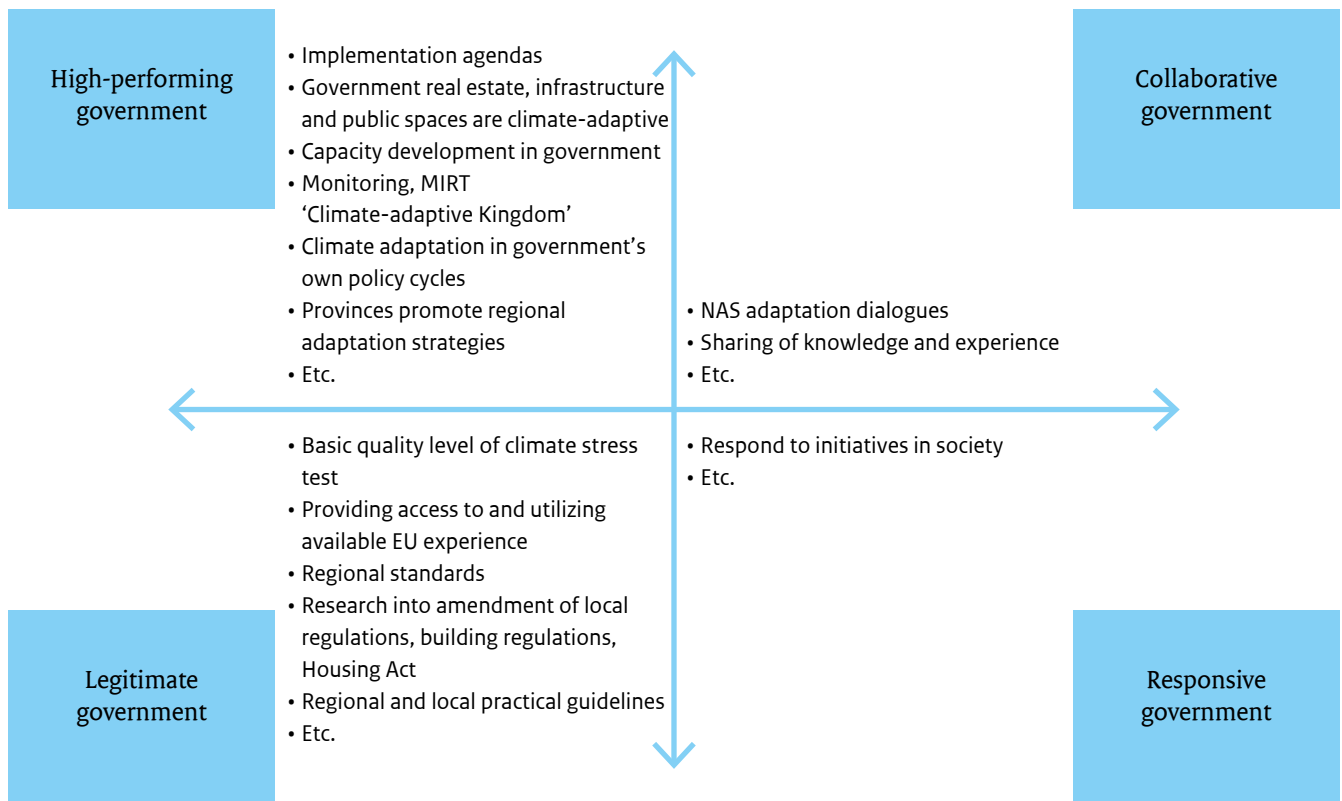 High-performing
government
• Implementation agendas
• Government real estate, infrastructure
and public spaces are climate-adaptive
• Capacity development in government
• Monitoring, MIRT
‘Climate-adaptive Kingdom’
• Climate adaptation in government’s
own policy cycles
• Provinces promote regional
adaptation strategies
• Etc.
Collaborative
government
• NAS adaptation dialogues
• Sharing of knowledge and experience
• Etc.
Legitimate
government
• Basic quality level of climate stress
test
• Providing access to and utilizing
available EU experience
• Regional standards
• Research into amendment of local
regulations, building regulations,
Housing Act
• Regional and local practical guidelines
• Etc.
• Respond to initiatives in society
• Etc.
Responsive
government